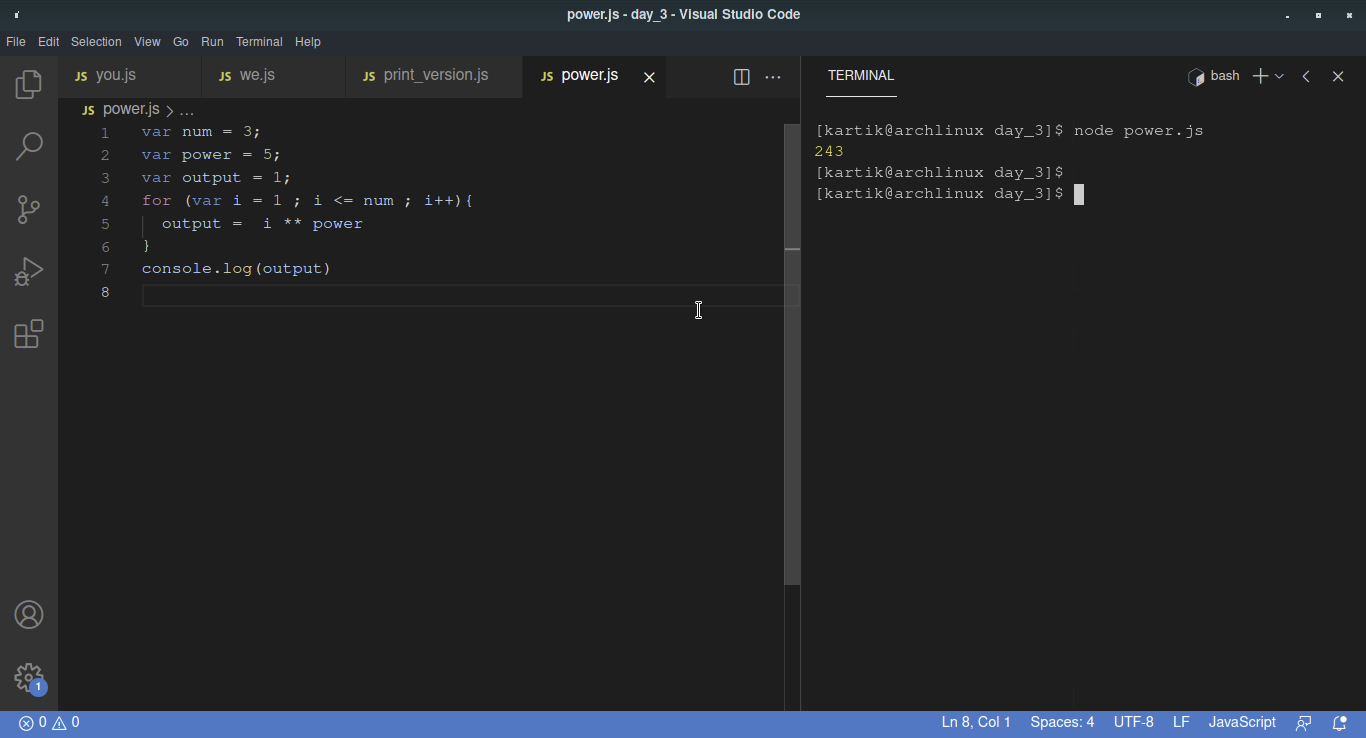 power.js - day_3 - Visual Studio Code
File Edit Selection View Go Run Terminal Help
JS you.js JS we.js JS print_version.js JS power.js
JS power.js > ...
1 var num = 3;
2 var power = 5;
3 var output = 1;
4 for (var i = 1 ; i <= num ; i++){
5   output =  i ** power
6 }
7 console.log(output)
8
TERMINAL
bash
[kartik@archlinux day_3]$ node power.js
243
[kartik@archlinux day_3]$
[kartik@archlinux day_3]$
1
0 0 Ln 8, Col 1 Spaces: 4 UTF-8 LF JavaScript